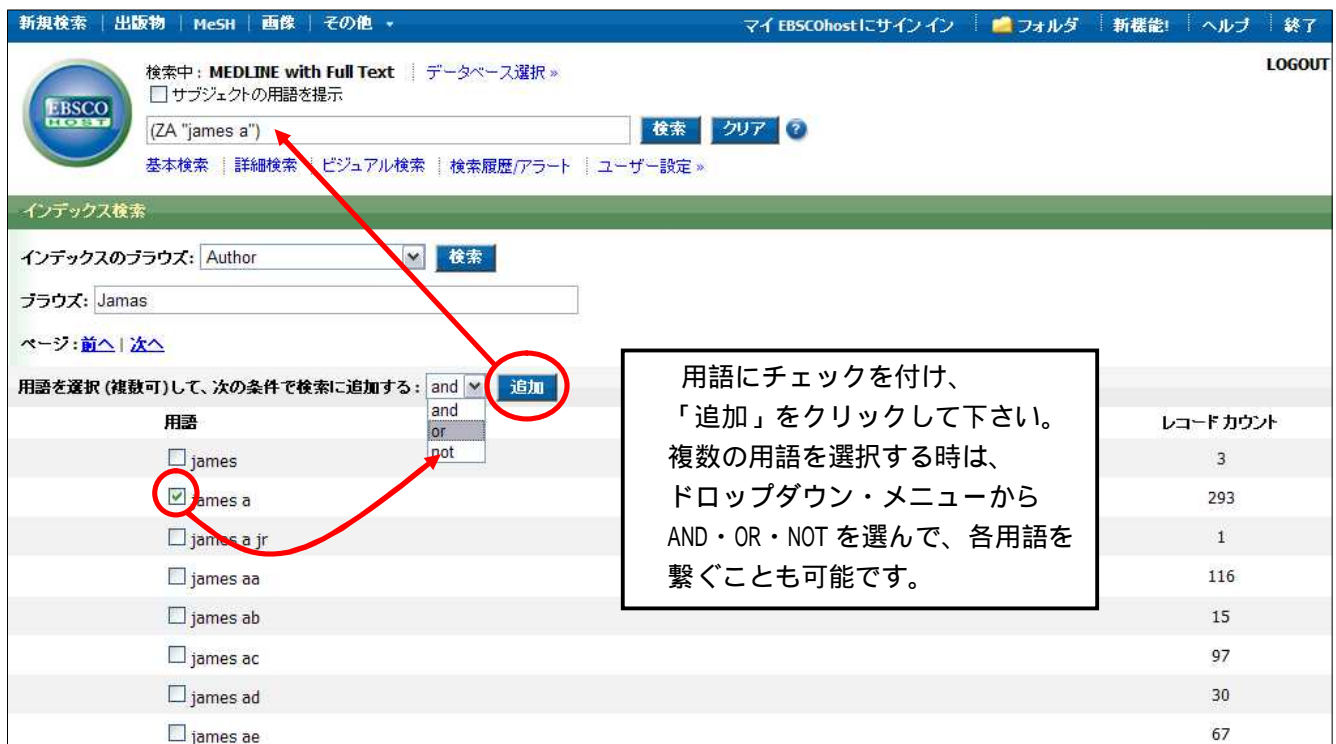 新規検索 | 出版物 | MeSH | 画像 | その他
マイ EBSCOhostにサインイン フォルダ 新機能! ヘルプ 終了
LOGOUT
EBSCO
HOST
検索中: MEDLINE with Full Text データベース選択 »
サブジェクトの用語を提示
(ZA "james a") 検索 クリア ?
基本検索 詳細検索 ビジュアル検索 検索履歴/アラート ユーザー設定 »
インデックス検索
インデックスのブラウズ: Author 検索
ブラウズ: Jamas
ページ: 前へ | 次へ
用語を選択 (複数可)して、次の条件で検索に追加する: and 追加
and
or
not
用語にチェックを付け、
「追加」をクリックして下さい。
複数の用語を選択する時は、
ドロップダウン・メニューから
AND・OR・NOT を選んで、各用語を
繋ぐことも可能です。
用語 レコード カウント
james 3
james a 293
james a jr 1
james aa 116
james ab 15
james ac 97
james ad 30
james ae 67